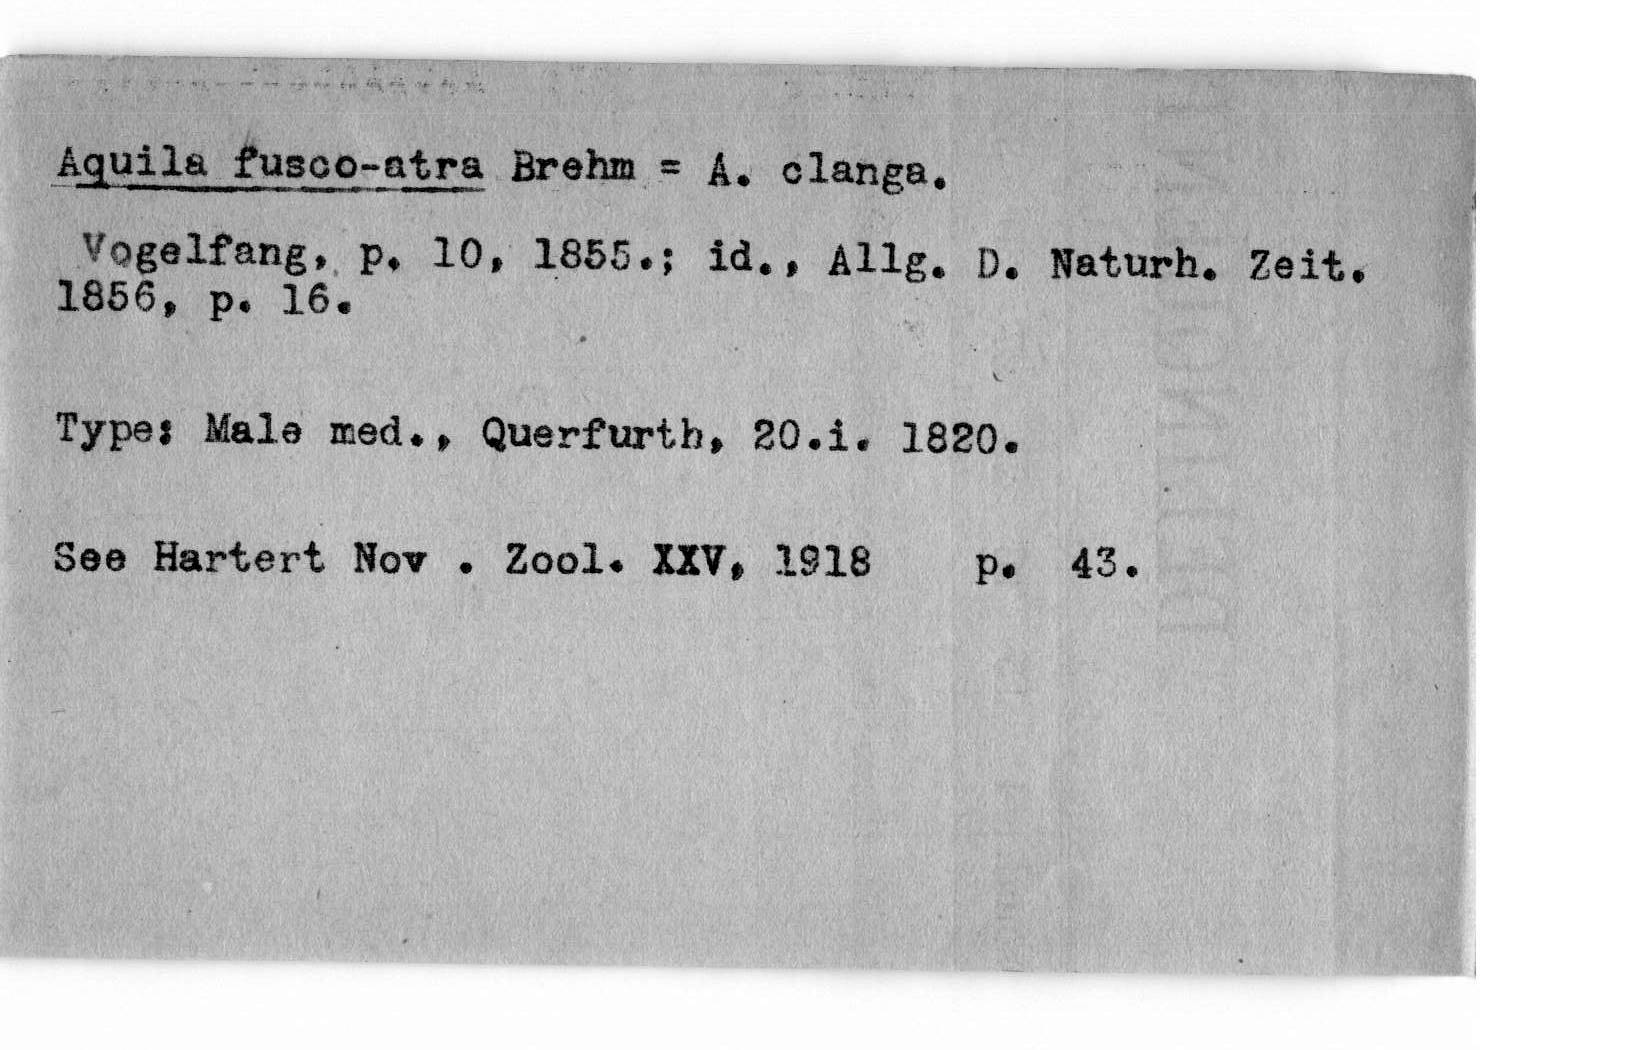 Aquila fusco-atra Brehm = A. clanga.
Vogelfang, p. 10, 1855.; id., Allg. D. Naturh. Zeit.
1856, p. 16.
Type: Male med., Querfurth, 20.i. 1820.
See Hartert Nov . Zool. XXV, 1918 p. 43.